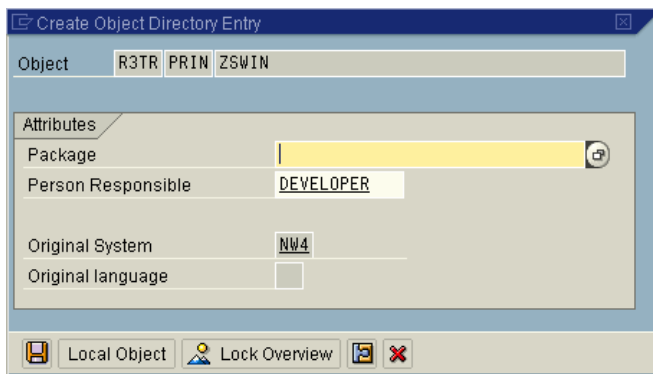 Create Object Directory Entry
Object R3TR PRIN ZSWIN
Attributes
Package
Person Responsible DEVELOPER
Original System NW4
Original language
Local Object Lock Overview